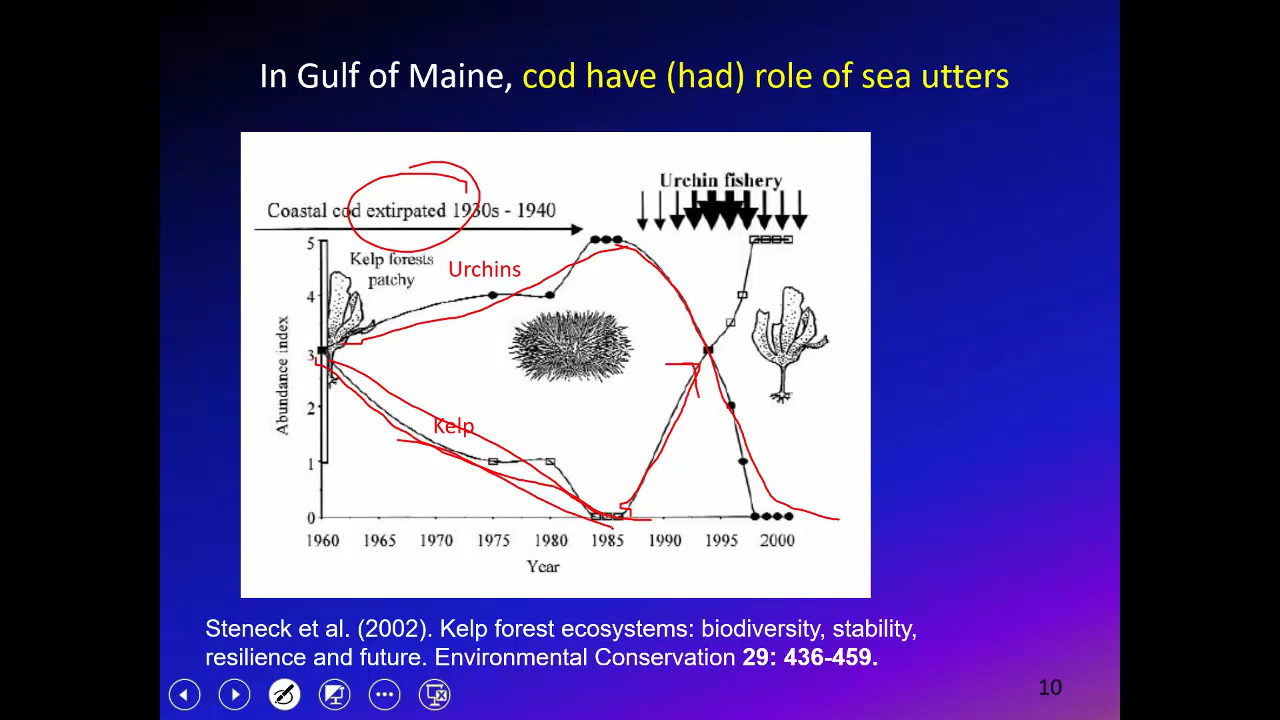 In Gulf of Maine, cod have (had) role of sea utters
Urchin fishery
Coastal cod extirpated 1930s - 1940
Kelp forests
patchy
Urchins
Kelp
Abundance index
5
4
3
2
1
0
1960 1965 1970 1975 1980 1985 1990 1995 2000
Year
Steneck et al. (2002). Kelp forest ecosystems: biodiversity, stability,
resilience and future. Environmental Conservation 29: 436-459.
10